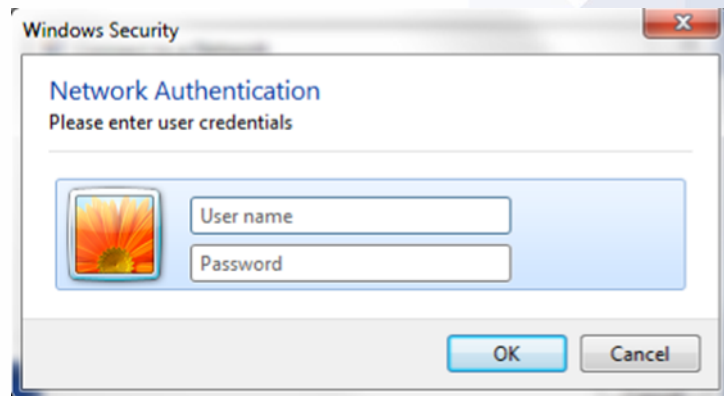 Windows Security
Network Authentication
Please enter user credentials
User name
Password
OK
Cancel